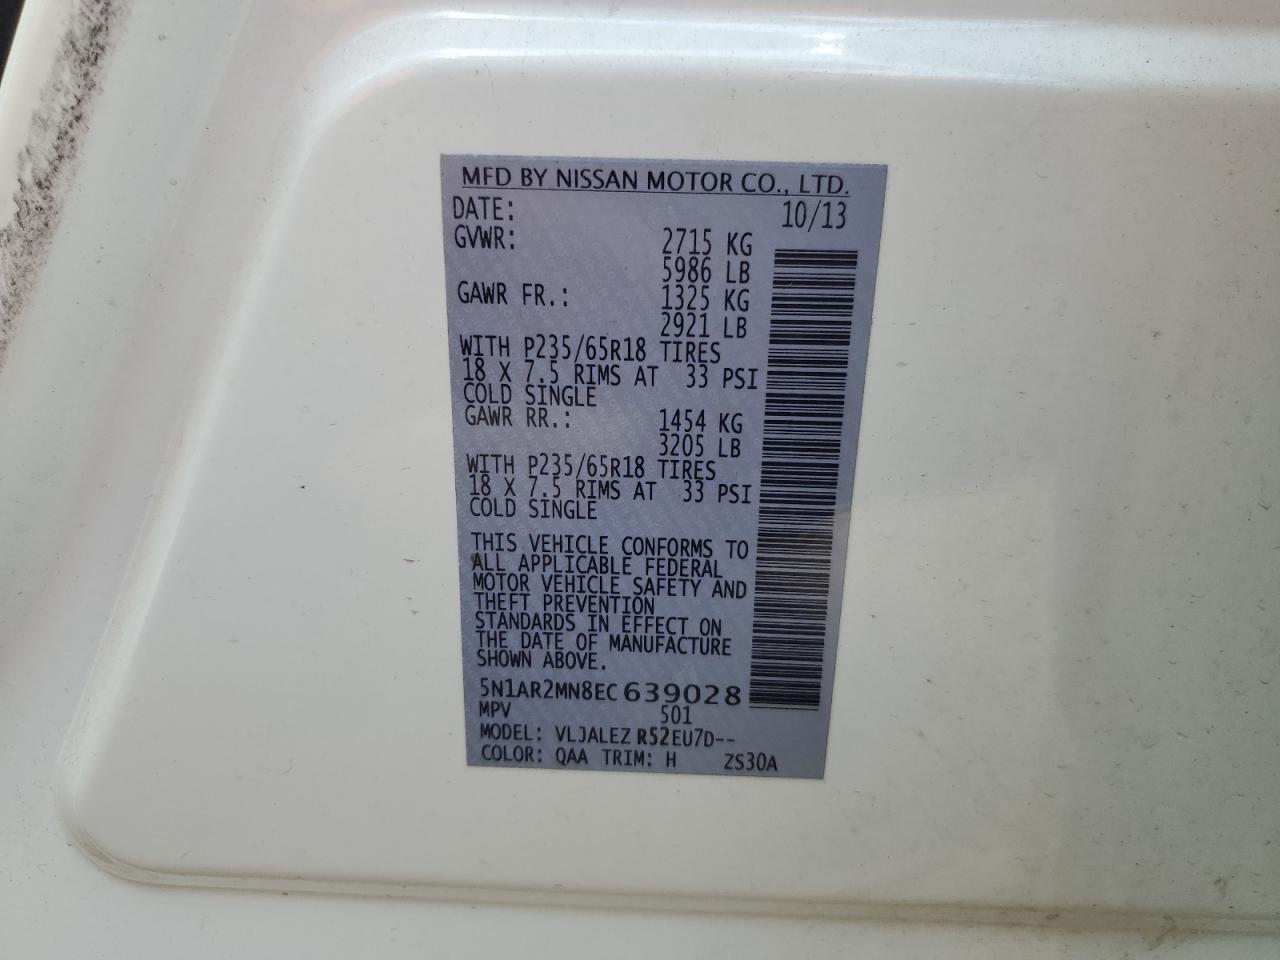 MFD BY NISSAN MOTOR CO., LTD.
DATE: 10/13
GVWR: 2715 KG
5986 LB
GAWR FR.: 1325 KG
2921 LB
WITH P235/65R18 TIRES
18 X 7.5 RIMS AT 33 PSI
COLD SINGLE
GAWR RR.: 1454 KG
3205 LB
WITH P235/65R18 TIRES
18 X 7.5 RIMS AT 33 PSI
COLD SINGLE
THIS VEHICLE CONFORMS TO
ALL APPLICABLE FEDERAL
MOTOR VEHICLE SAFETY AND
THEFT PREVENTION
STANDARDS IN EFFECT ON
THE DATE OF MANUFACTURE
SHOWN ABOVE.
5N1AR2MN8EC639028
MPV 501
MODEL: VLJALEZ R52EU7D--
COLOR: QAA TRIM: H ZS30A